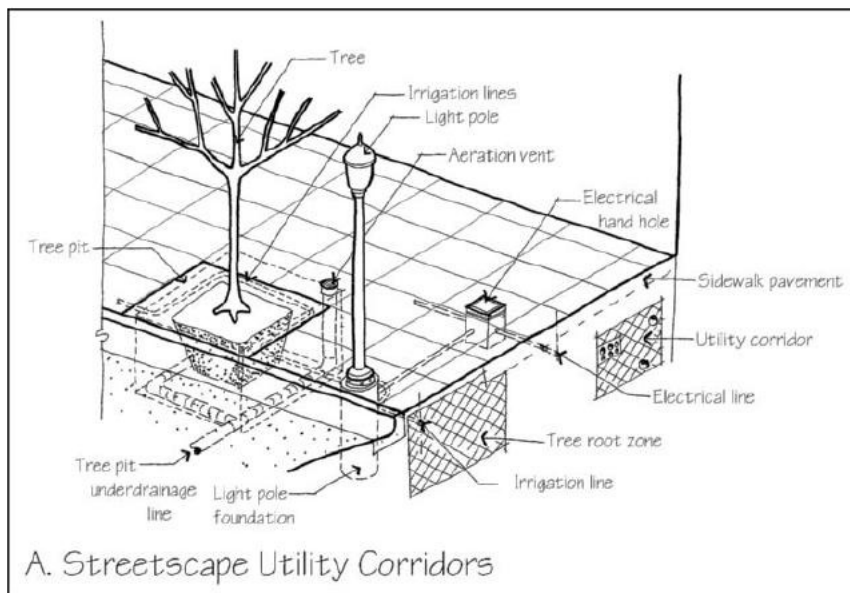 Tree
Irrigation lines
Light pole
Aeration vent
Electrical
hand hole
Tree pit
Sidewalk pavement
Utility corridor
Electrical line
Tree root zone
Irrigation line
Tree pit
underdrainage
line
Light pole
foundation
A. Streetscape Utility Corridors